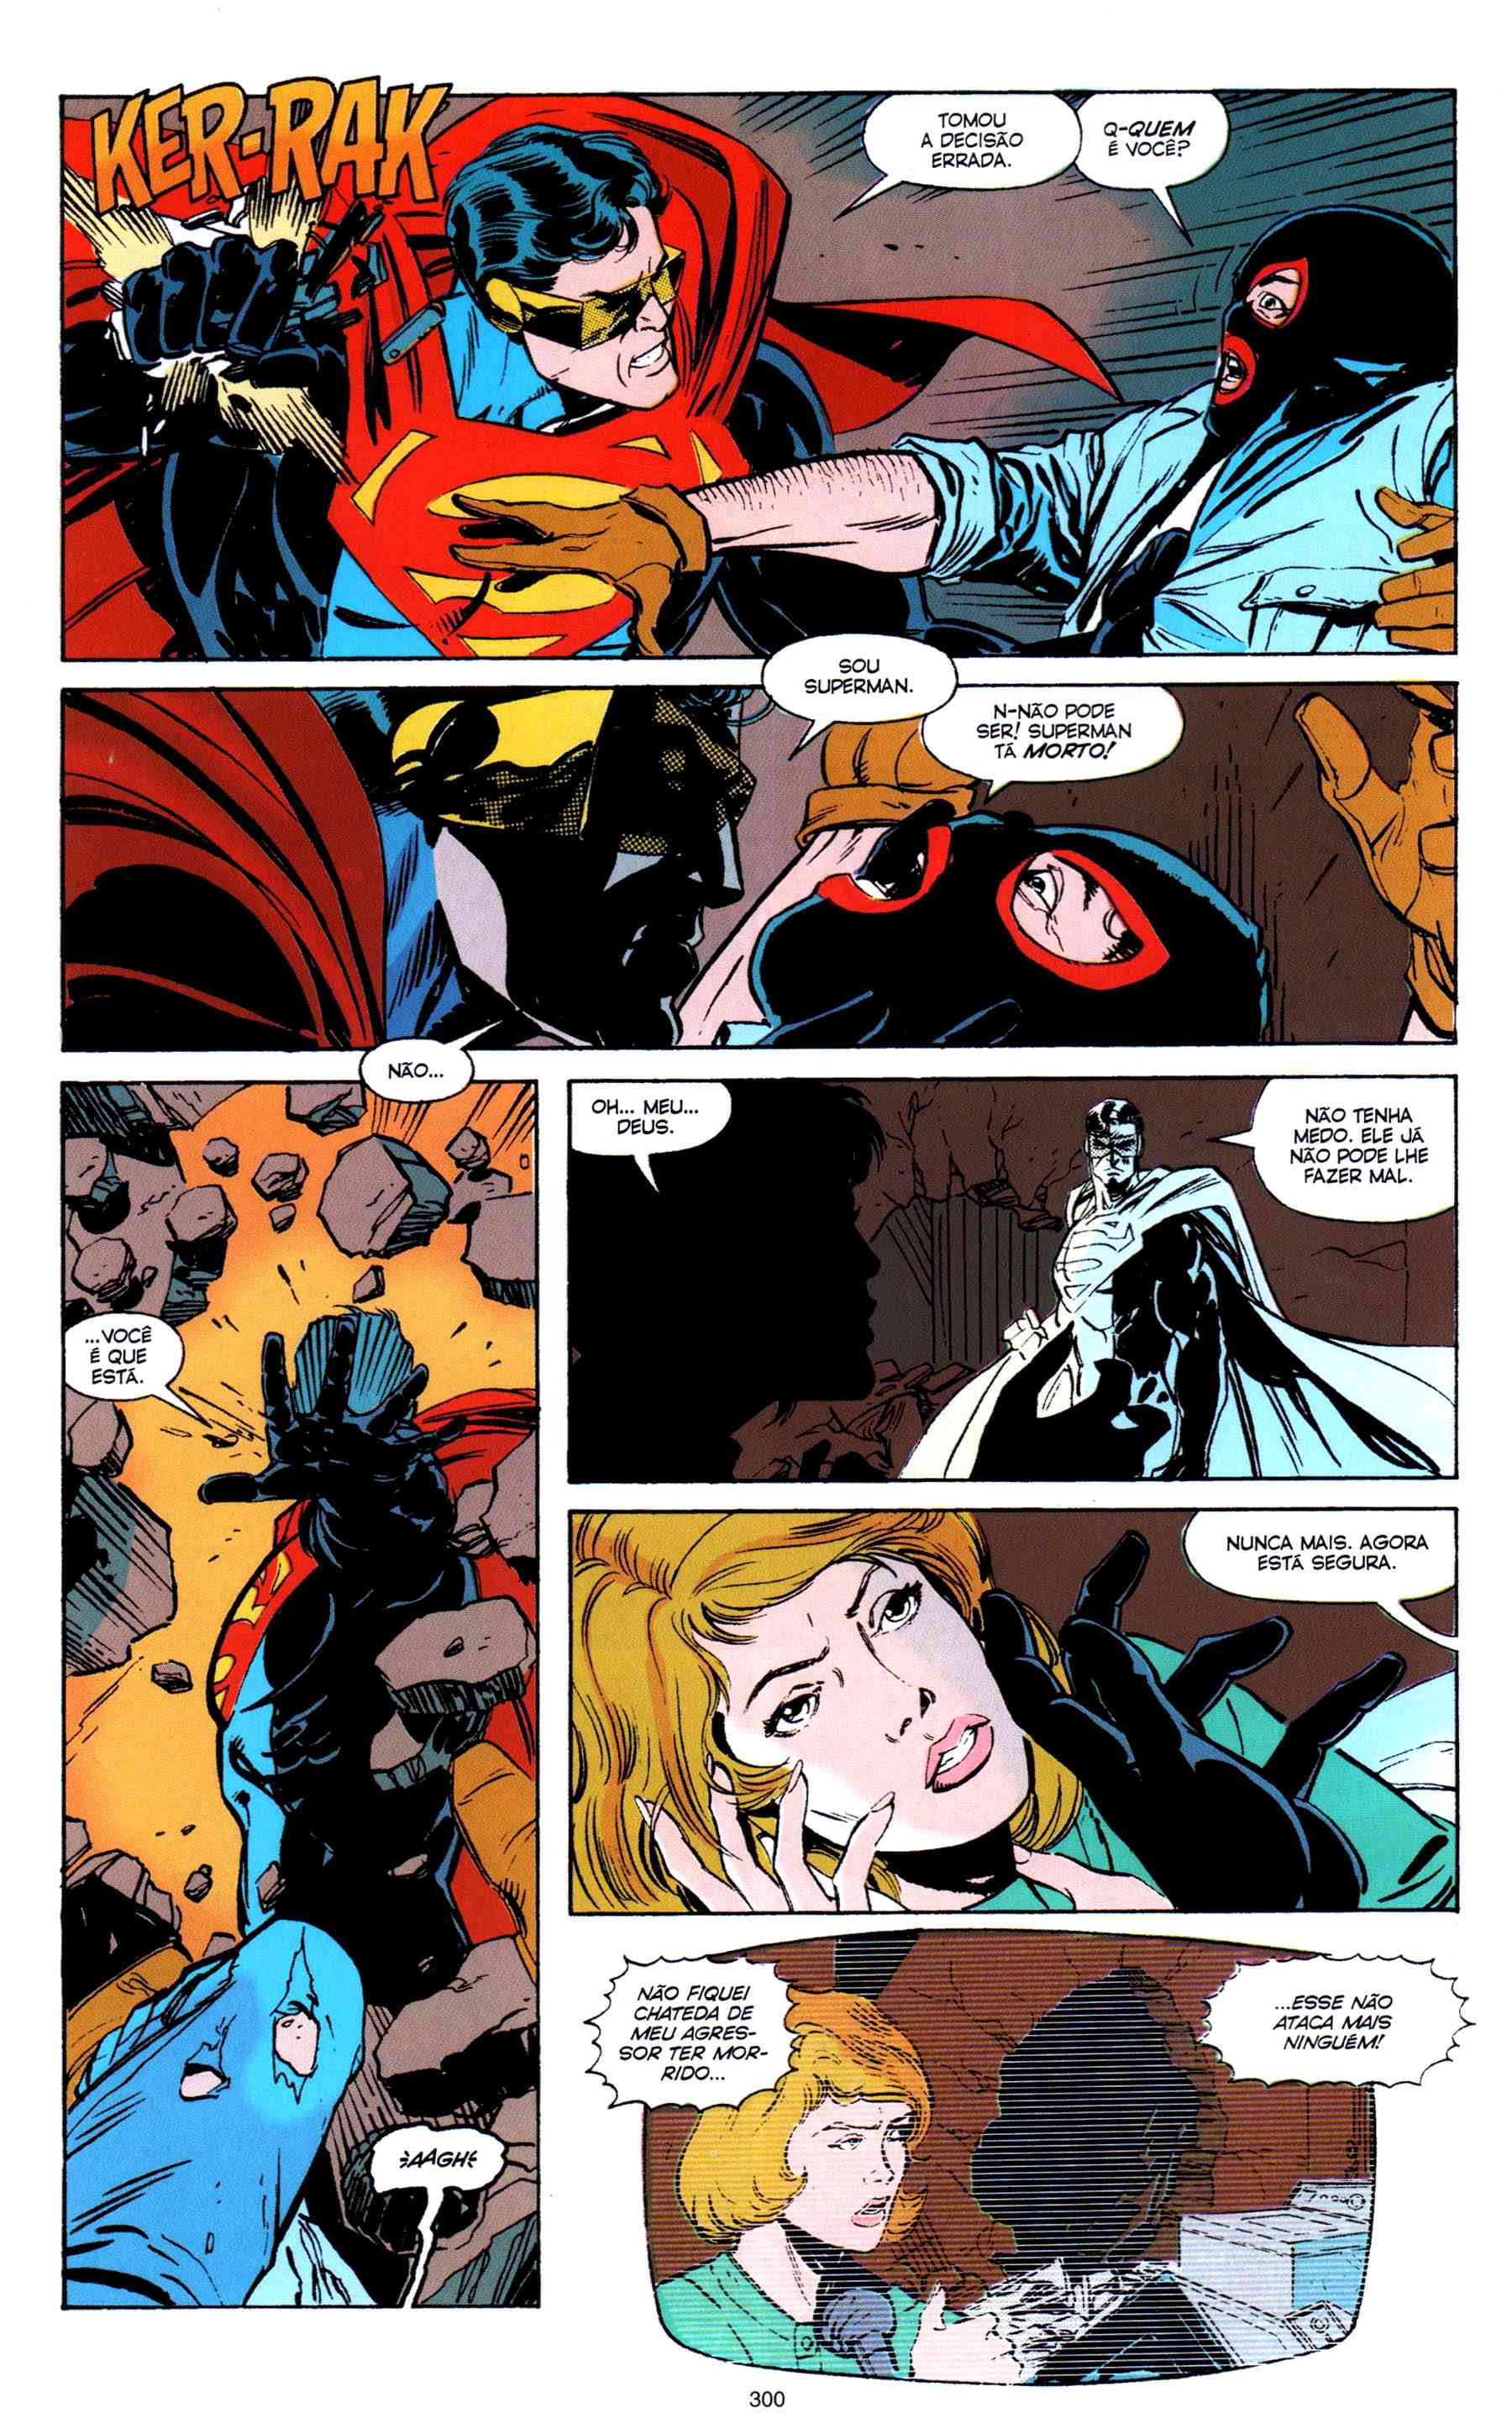 KER-RAK
TOMOU
A DECISÃO
ERRADA.
Q-QUEM
É VOCÊ?
SOU
SUPERMAN.
N-NÃO PODE
SER! SUPERMAN
TÁ MORTO!
NÃO...
...VOCÊ
É QUE
ESTÁ.
AAGH
OH... MEU...
DEUS.
NÃO TENHA
MEDO. ELE JÁ
NÃO PODE LHE
FAZER MAL.
NUNCA MAIS. AGORA
ESTÁ SEGURA.
NÃO FIQUEI
CHATEDA DE
MEU AGRES-
SOR TER MOR-
RIDO...
...ESSE NÃO
ATACA MAIS
NINGUÉM!
300